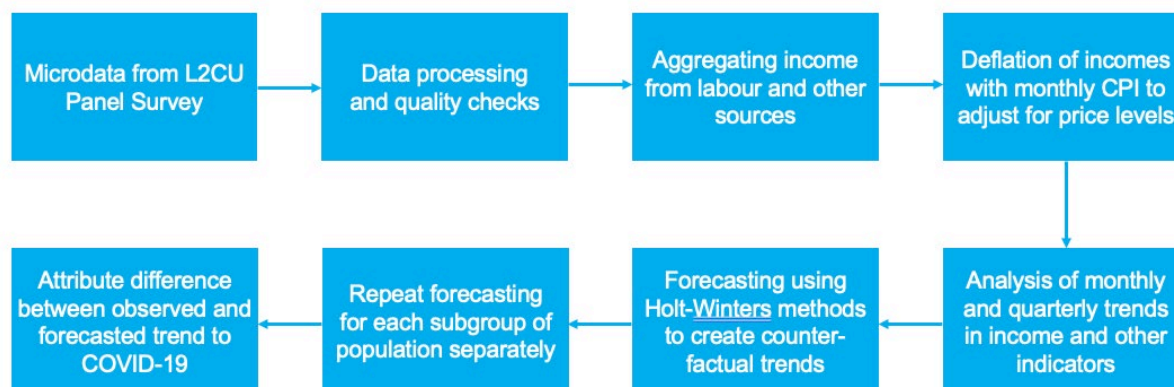 Microdata from L2CU
Panel Survey
Data processing
and quality checks
Aggregating income
from labour and other
sources
Deflation of incomes
with monthly CPI to
adjust for price levels
Analysis of monthly
and quarterly trends
in income and other
indicators
Forecasting using
Holt-Winters methods
to create counter-
factual trends
Repeat forecasting
for each subgroup of
population separately
Attribute difference
between observed and
forecasted trend to
COVID-19